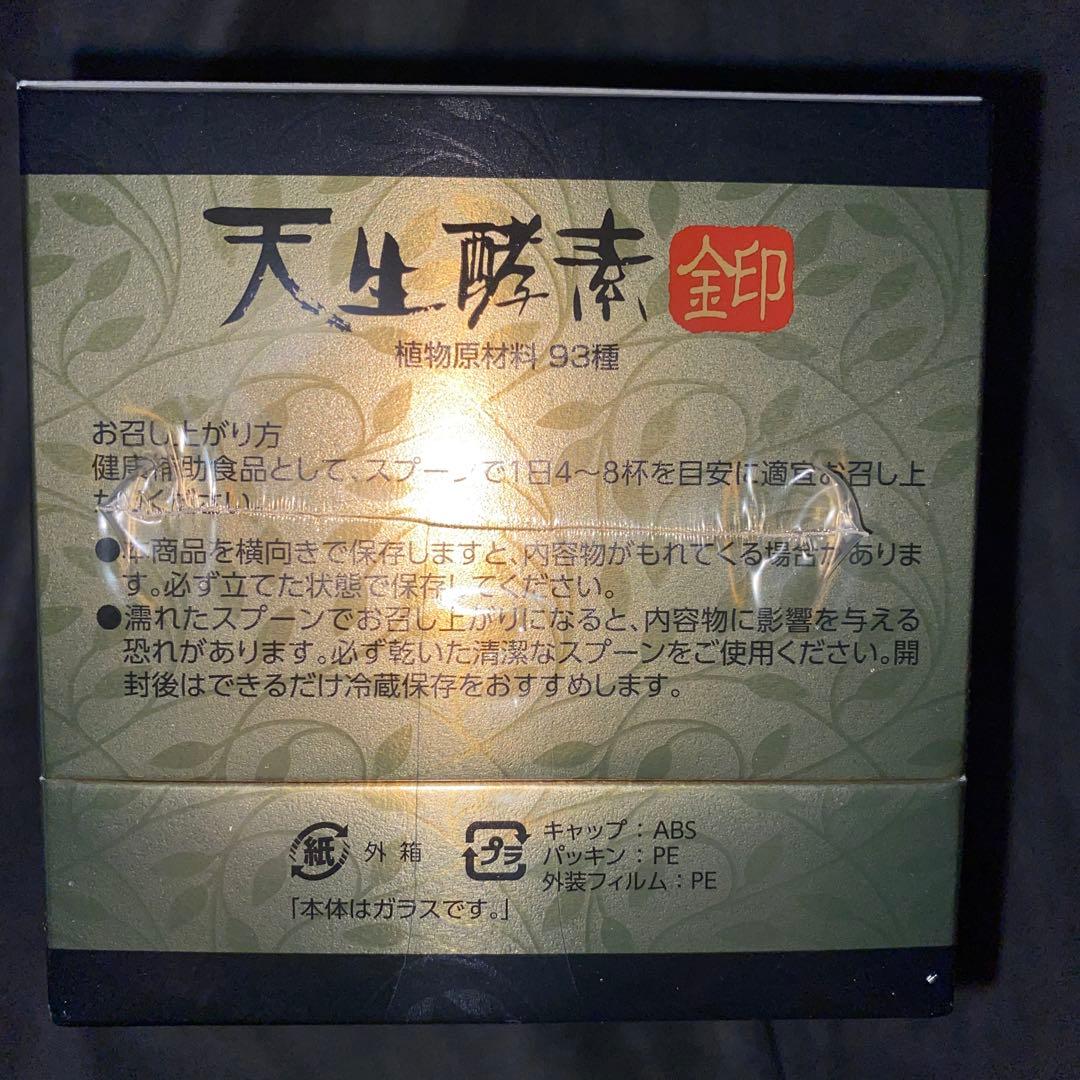 天生酵素 金印
植物原材料 93種
お召し上がり方
健康補助食品として、スプーンで1日4〜8杯を目安に適宜お召し上
ください。
●本商品を横向きで保存しますと、内容物がもれてくる場合がありま
す。必ず立てた状態で保存してください。
●濡れたスプーンでお召し上がりになると、内容物に影響を与える
恐れがあります。必ず乾いた清潔なスプーンをご使用ください。開
封後はできるだけ冷蔵保存をおすすめします。
紙 外箱
プラ キャップ：ABS
パッキン：PE
外装フィルム：PE
「本体はガラスです。」